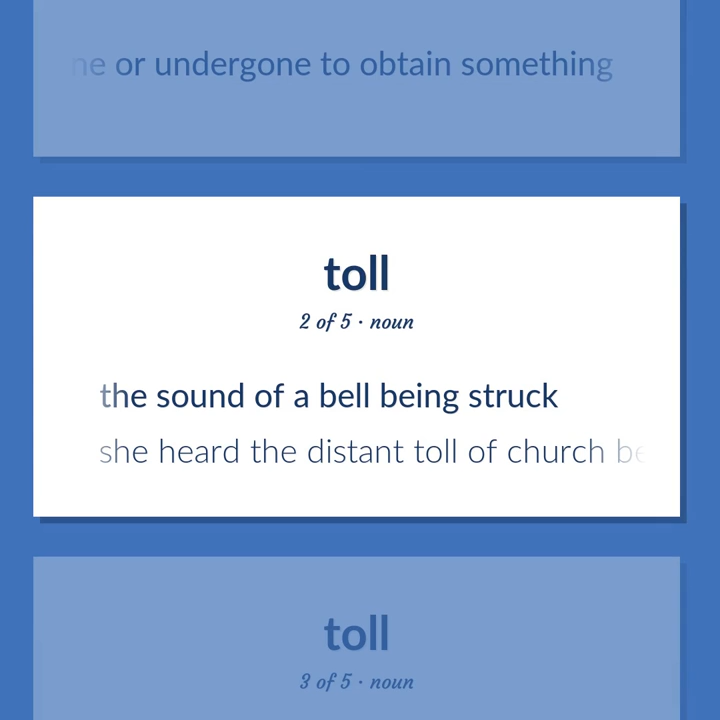 or undergone to obtain something
toll
2 of 5 · noun
the sound of a bell being struck
she heard the distant toll of church
toll
3 of 5 · noun